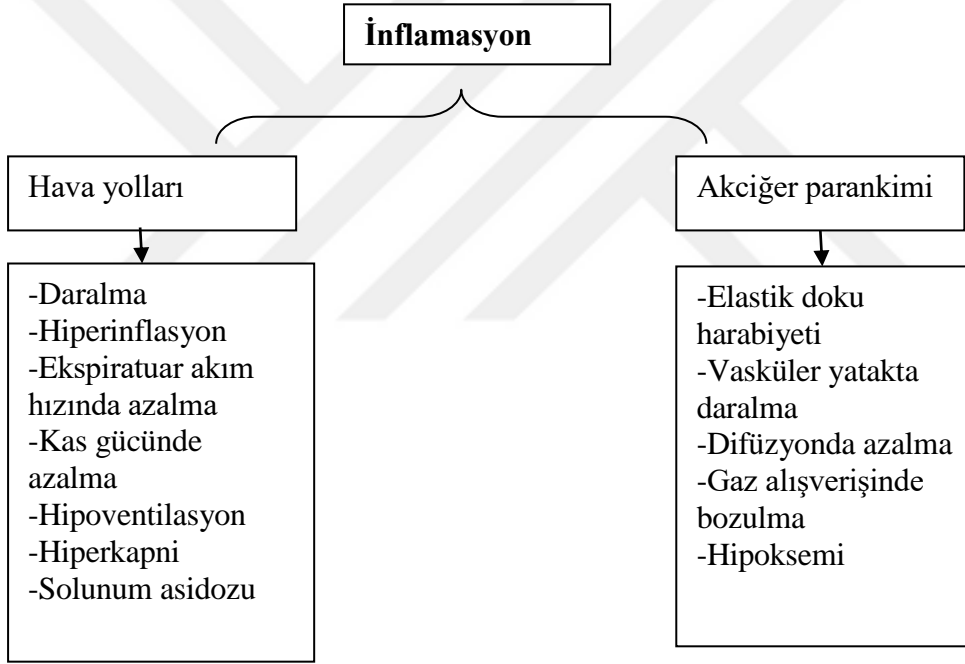 İnflamasyon
Hava yolları
-Daralma
-Hiperinflasyon
-Ekspiratuar akım
hızında azalma
-Kas gücünde
azalma
-Hipoventilasyon
-Hiperkapni
-Solunum asidozu
Akciğer parankimi
-Elastik doku
harabiyeti
-Vasküler yatakta
daralma
-Difüzyonda azalma
-Gaz alışverişinde
bozulma
-Hipoksemi